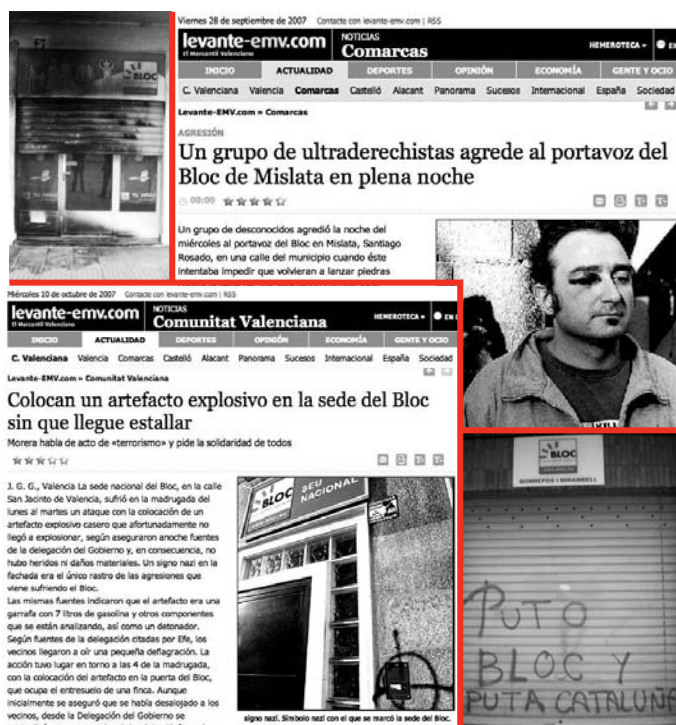 BLOC
Viernes 28 de septiembre de 2007 Contacte con levante-emv.com | RSS
levante-emv.com
El Mercantil Valenciano
NOTICIAS
Comarcas
HEMEROTECA
INICIO ACTUALIDAD DEPORTES OPINIÓN ECONOMÍA GENTE Y OCIO
C. Valenciana Valencia Comarcas Castelló Alacant Panorama Sucesos Internacional España Sociedad
Levante-EMV.com » Comarcas
AGRESIÓN
Un grupo de ultraderechistas agrede al portavoz del
Bloc de Mislata en plena noche
00:00
Un grupo de desconocidos agredió la noche del
miércoles al portavoz del Bloc en Mislata, Santiago
Rosado, en una calle del municipio cuando éste
intentaba impedir que volvieran a lanzar piedras
Miércoles 10 de octubre de 2007 Contacte con levante-emv.com | RSS
levante-emv.com
El Mercantil Valenciano
NOTICIAS
Comunitat Valenciana
HEMEROTECA
INICIO ACTUALIDAD DEPORTES OPINIÓN ECONOMÍA GENTE Y OCIO
C. Valenciana Valencia Comarcas Castelló Alacant Panorama Sucesos Internacional España Sociedad
Levante-EMV.com » Comunitat Valenciana
Colocan un artefacto explosivo en la sede del Bloc
sin que llegue estallar
Morera habla de acto de «terrorismo» y pide la solidaridad de todos
J. G. G., Valencia La sede nacional del Bloc, en la calle
San Jacinto de Valencia, sufrió en la madrugada del
lunes al martes un ataque con la colocación de un
artefacto explosivo casero que afortunadamente no
llegó a explosionar, según aseguraron anoche fuentes
de la delegación del Gobierno y, en consecuencia, no
hubo heridos ni daños materiales. Un signo nazi en la
fachada era el único rastro de las agresiones que
viene sufriendo el Bloc.
Las mismas fuentes indicaron que el artefacto era una
garrafa con 7 litros de gasolina y otros componentes
que se están analizando, así como un detonador.
Según fuentes de la delegación citadas por Efe, los
vecinos llegaron a oír una pequeña deflagración. La
acción tuvo lugar en torno a las 4 de la madrugada,
con la colocación del artefacto en la puerta del Bloc,
que ocupa el entresuelo de una finca. Aunque
inicialmente se aseguró que se había desalojado a los
vecinos, desde la Delegación del Gobierno se
BLOC
SEU
NACIONAL
signo nazi. Símbolo nazi con el que se marcó la sede del Bloc.
BLOC
BONREPÒS I MIRAMBELL
PUTO
BLOC Y
PUTA CATALUÑA